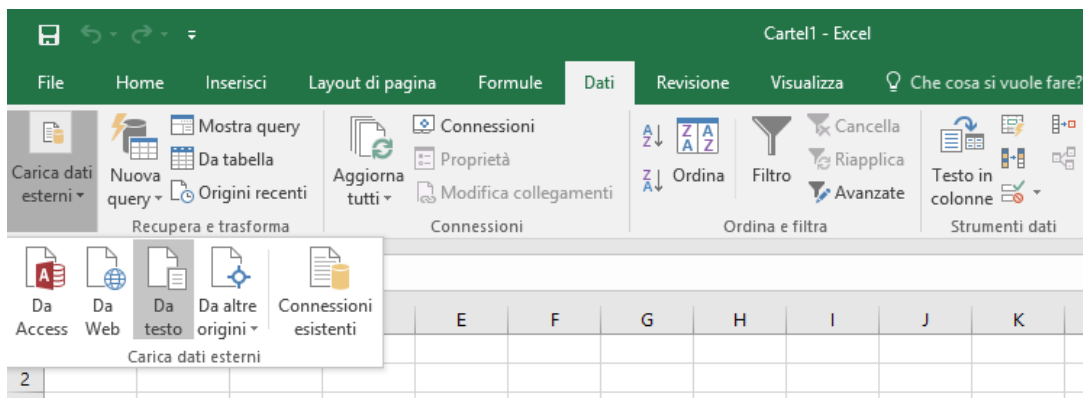 Cartel1 - Excel
File Home Inserisci Layout di pagina Formule Dati Revisione Visualizza Che cosa si vuole fare?
Carica dati esterni
Nuova query
Mostra query
Da tabella
Origini recenti
Recupera e trasforma
Aggiorna tutti
Connessioni
Proprietà
Modifica collegamenti
Connessioni
Ordina
Filtro
Cancella
Riapplica
Avanzate
Ordina e filtra
Testo in colonne
Strumenti dati
Da Access
Da Web
Da testo
Da altre origini
Connessioni esistenti
Carica dati esterni
E F G H I J K
2